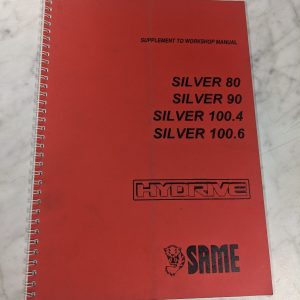 SUPPLEMENT TO WORKSHOP MANUAL
SILVER 80
SILVER 90
SILVER 100.4
SILVER 100.6
HYDRIVE
SAME